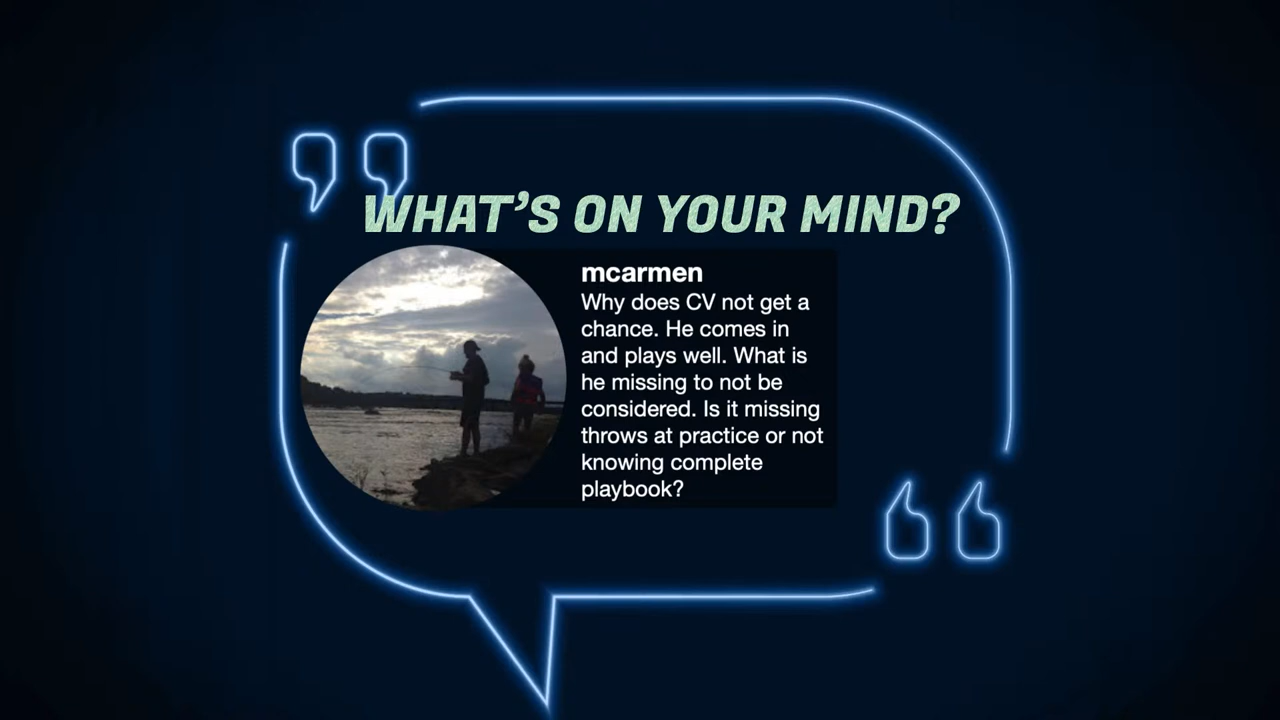 WHAT'S ON YOUR MIND?
mcarmen
Why does CV not get a
chance. He comes in
and plays well. What is
he missing to not be
considered. Is it missing
throws at practice or not
knowing complete
playbook?